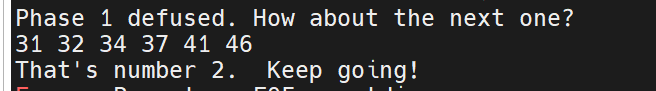 Phase 1 defused. How about the next one?
31 32 34 37 41 46
That's number 2.  Keep going!